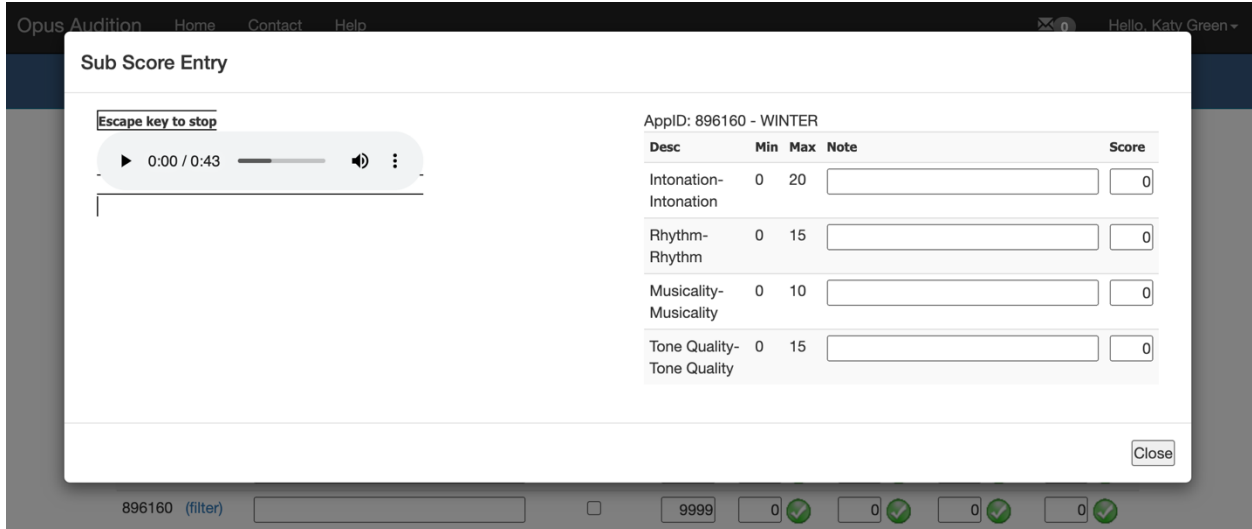 Opus Audition Home Contact Help 0 Hello, Katy Green
Sub Score Entry
Escape key to stop
0:00 / 0:43
AppID: 896160 - WINTER
Desc Min Max Note Score
Intonation- 0 20 0
Intonation
Rhythm- 0 15 0
Rhythm
Musicality- 0 10 0
Musicality
Tone Quality- 0 15 0
Tone Quality
Close
896160 (filter) 9999 0 0 0 0